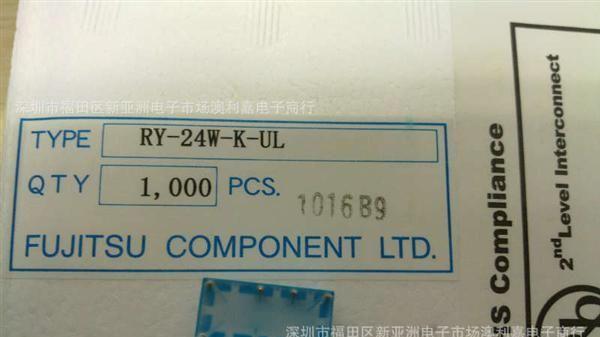 深圳市福田区新亚洲电子市场澳利嘉电子商行
TYPE RY-24W-K-UL
QTY 1,000 PCS.
1016B9
FUJITSU COMPONENT LTD.
s Compliance
2nd Level Interconnect
深圳市福田区新亚洲电子市场澳利嘉电子商行